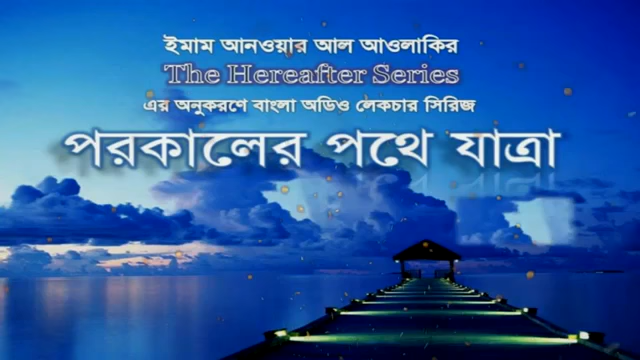 ইমাম আনওয়ার আল আওলাকির
The Hereafter Series
এর অনুকরণে বাংলা অডিও লেকচার সিরিজ
পরকালের পথে যাত্রা